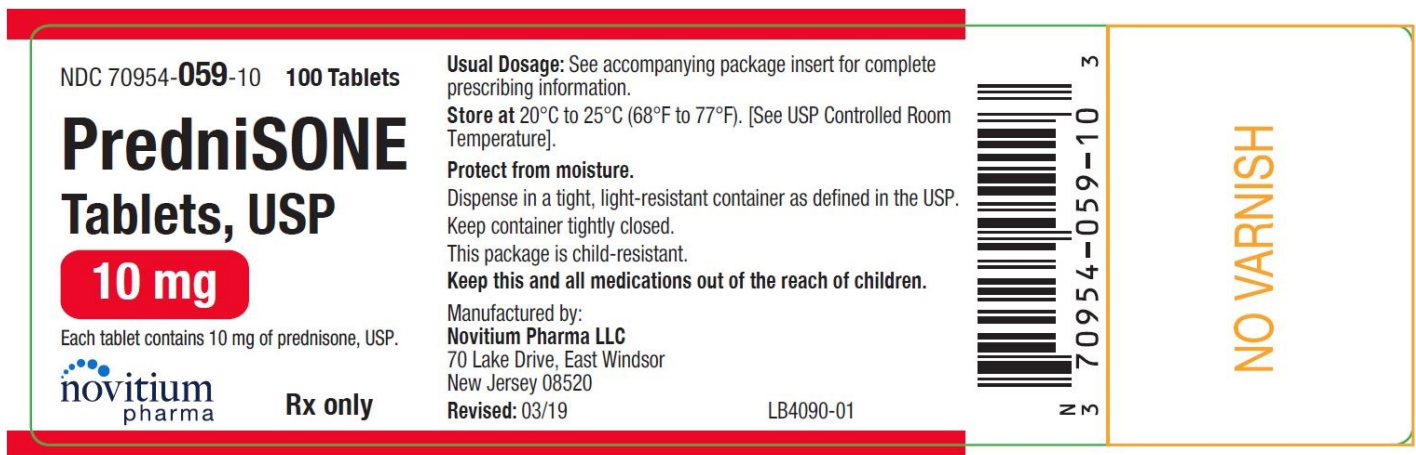 NDC 70954-059-10 100 Tablets
PredniSONE
Tablets, USP
10 mg
Each tablet contains 10 mg of prednisone, USP.
novitium
pharma
Rx only
Usual Dosage: See accompanying package insert for complete
prescribing information.
Store at 20°C to 25°C (68°F to 77°F). [See USP Controlled Room
Temperature].
Protect from moisture.
Dispense in a tight, light-resistant container as defined in the USP.
Keep container tightly closed.
This package is child-resistant.
Keep this and all medications out of the reach of children.
Manufactured by:
Novitium Pharma LLC
70 Lake Drive, East Windsor
New Jersey 08520
Revised: 03/19 LB4090-01
N
3 70954-059-10 3
NO VARNISH